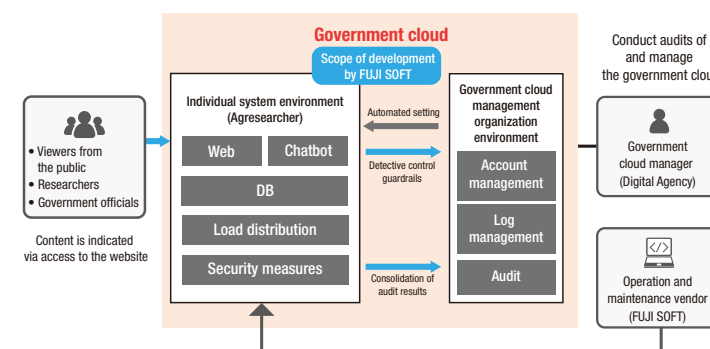 Government cloud
Scope of development
by FUJI SOFT
Conduct audits of
and manage
the government clou
Viewers from
the public
Researchers
Government officials
Content is indicated
via access to the website
Individual system environment
(Agresearcher)
Web
Chatbot
DB
Load distribution
Security measures
Automated setting
Detective control
guardrails
Consolidation of
audit results
Government cloud
management
organization
environment
Account
management
Log
management
Audit
Government
cloud manager
(Digital Agency)
Operation and
maintenance vendor
(FUJI SOFT)